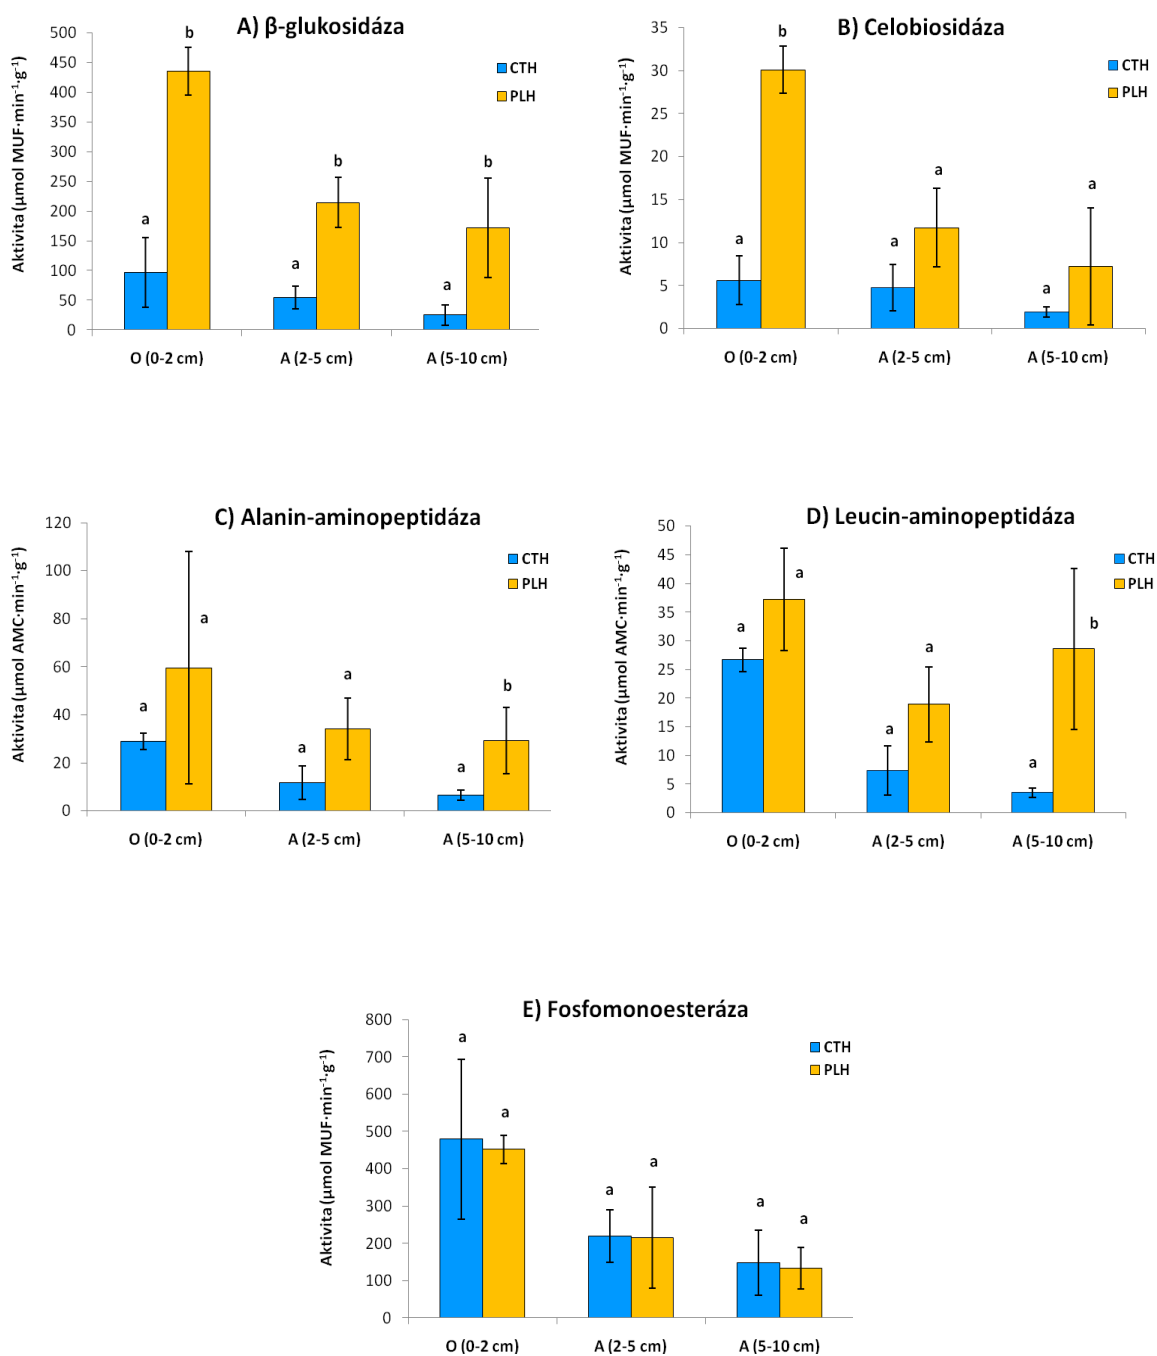 A) β-glukosidáza
Aktivita (µmol MUF·min⁻¹·g⁻¹)
500
450
400
350
300
250
200
150
100
50
0
CTH
PLH
a
b
a
b
a
b
O (0-2 cm)
A (2-5 cm)
A (5-10 cm)
B) Celobiosidáza
Aktivita (µmol MUF·min⁻¹·g⁻¹)
35
30
25
20
15
10
5
0
CTH
PLH
a
b
a
a
a
a
O (0-2 cm)
A (2-5 cm)
A (5-10 cm)
C) Alanin-aminopeptidáza
Aktivita (µmol AMC·min⁻¹·g⁻¹)
120
100
80
60
40
20
0
CTH
PLH
a
a
a
a
a
b
O (0-2 cm)
A (2-5 cm)
A (5-10 cm)
D) Leucin-aminopeptidáza
Aktivita (µmol AMC·min⁻¹·g⁻¹)
50
45
40
35
30
25
20
15
10
5
0
CTH
PLH
a
a
a
a
a
b
O (0-2 cm)
A (2-5 cm)
A (5-10 cm)
E) Fosfomonoesteráza
Aktivita (µmol MUF·min⁻¹·g⁻¹)
800
700
600
500
400
300
200
100
0
CTH
PLH
a
a
a
a
a
a
O (0-2 cm)
A (2-5 cm)
A (5-10 cm)